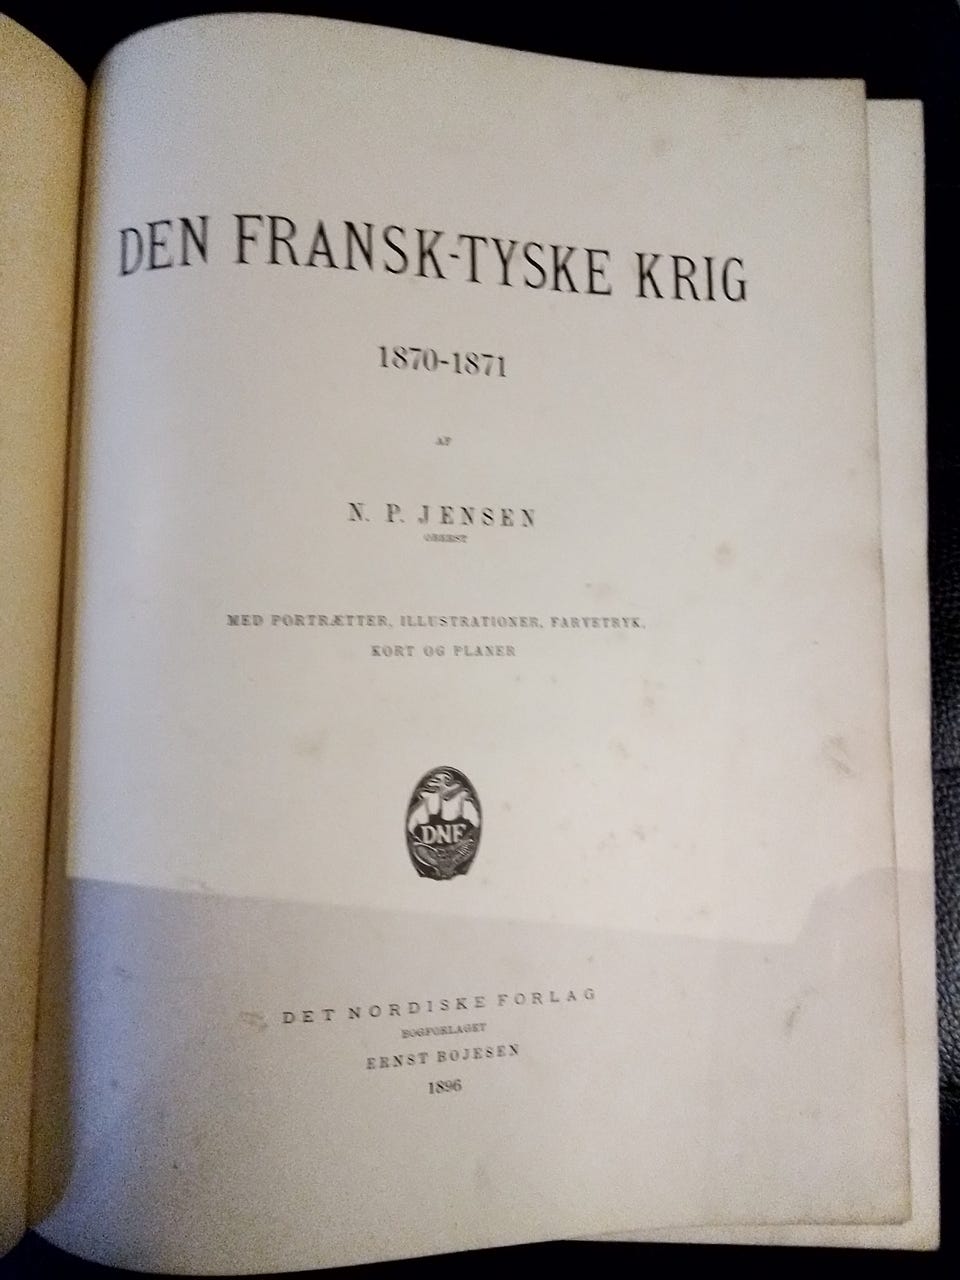 DEN FRANSK-TYSKE KRIG
1870-1871
AF
N. P. JENSEN
OBERST
MED PORTRÆTTER, ILLUSTRATIONER, FARVETRYK,
KORT OG PLANER
DNF
DET NORDISKE FORLAG
BOGFORLAGET
ERNST BOJESEN
1896